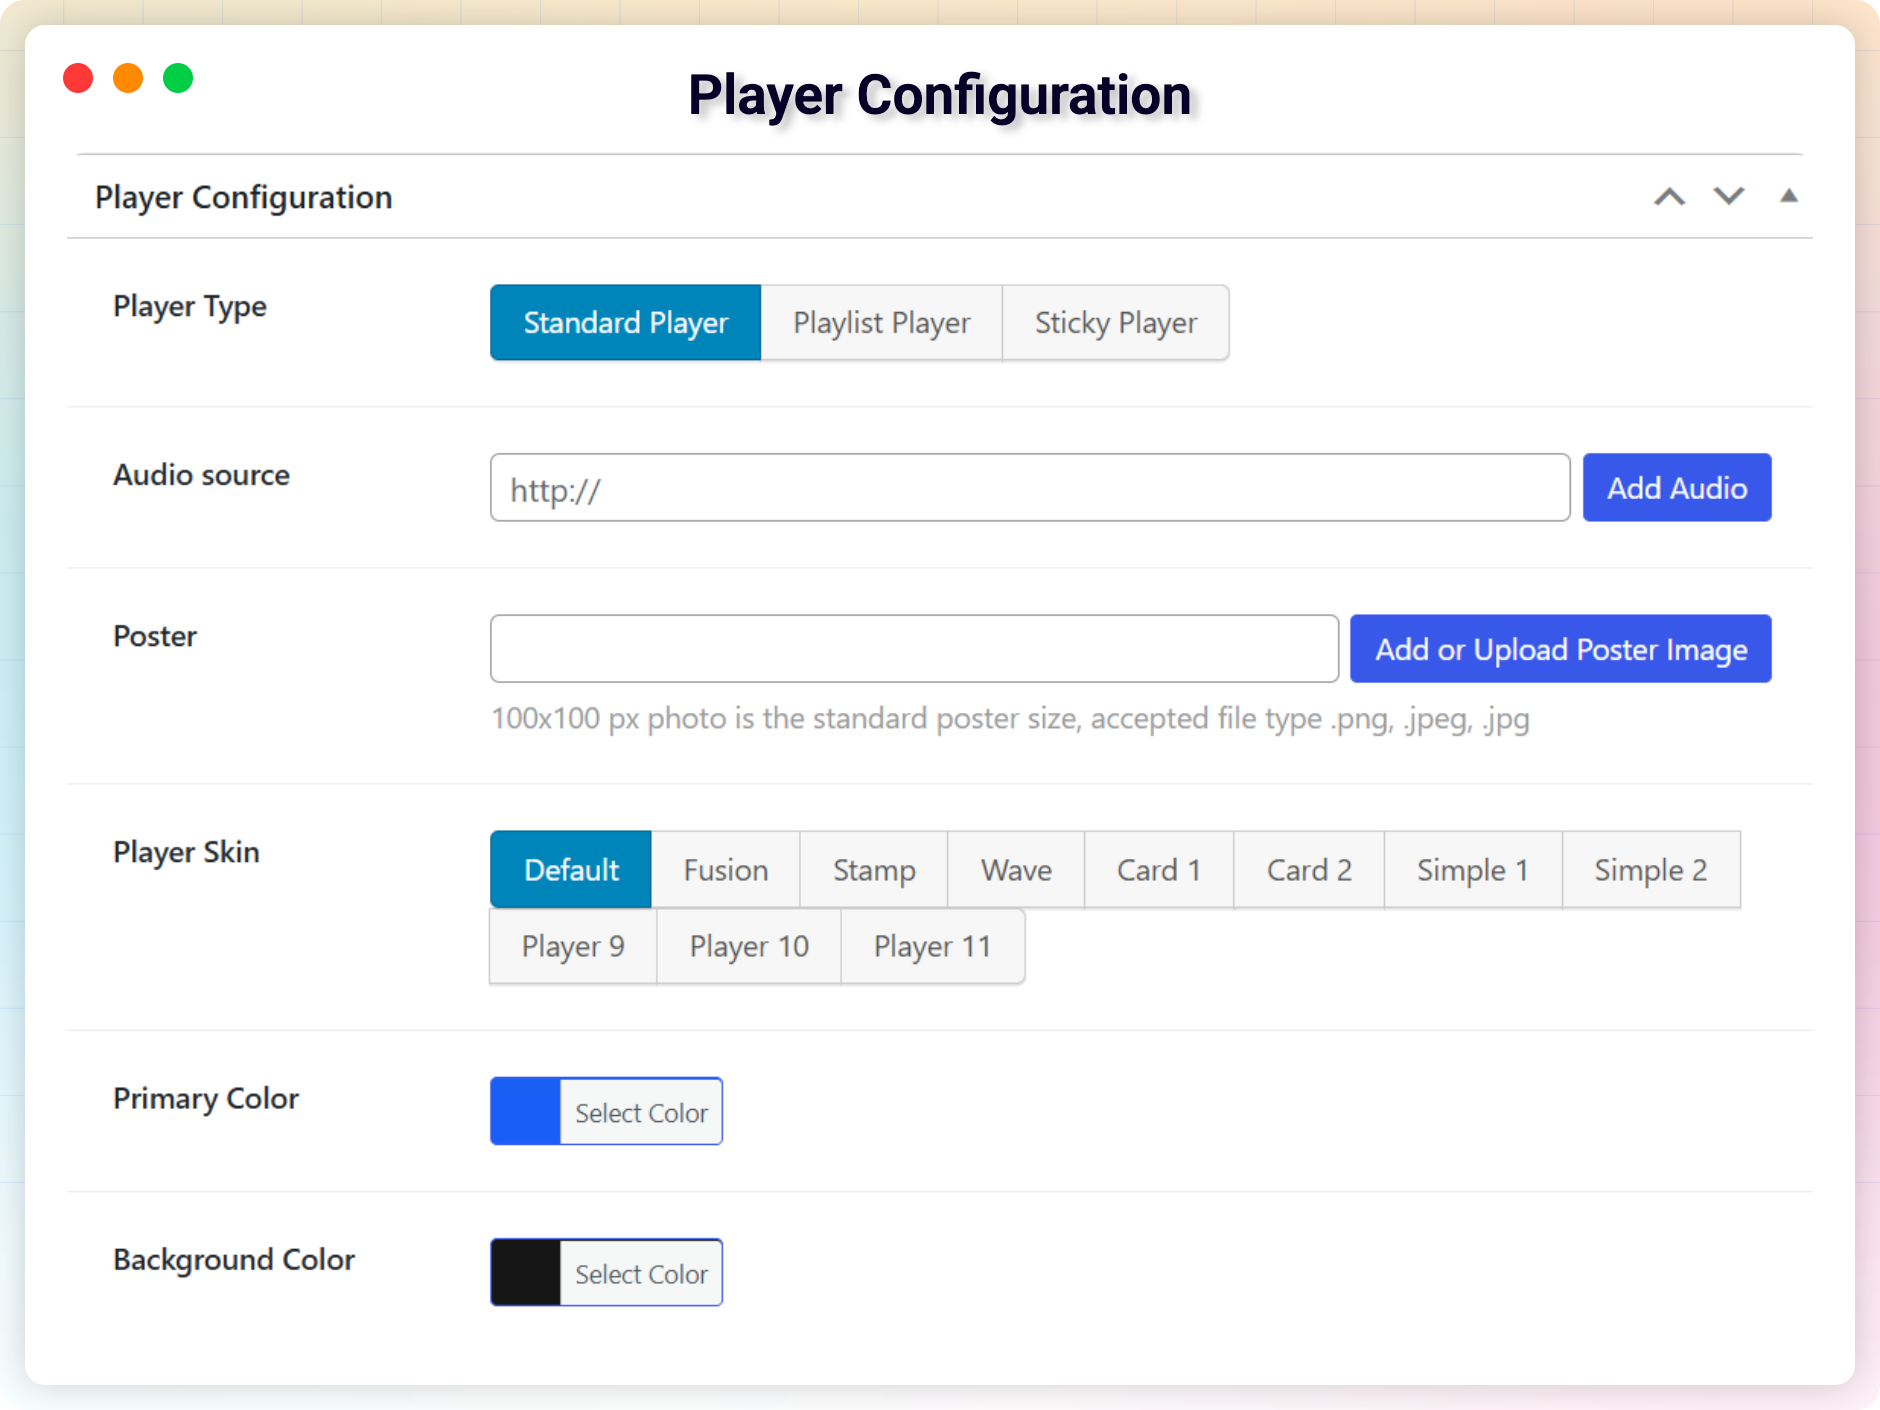 Player Configuration
Player Configuration
Player Type
Standard Player
Playlist Player
Sticky Player
Audio source
http://
Add Audio
Poster
Add or Upload Poster Image
100x100 px photo is the standard poster size, accepted file type .png, .jpeg, .jpg
Player Skin
Default
Fusion
Stamp
Wave
Card 1
Card 2
Simple 1
Simple 2
Player 9
Player 10
Player 11
Primary Color
Select Color
Background Color
Select Color